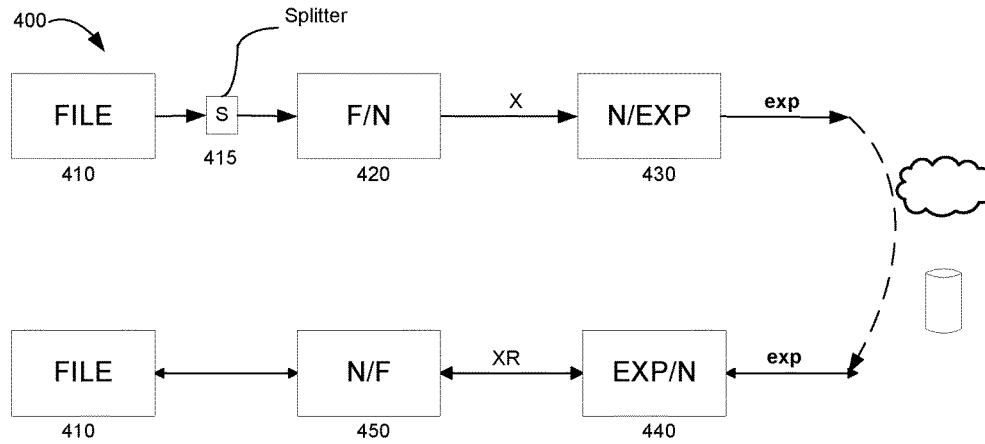 400
Splitter
FILE
S
F/N
X
N/EXP
exp
410
415
420
430
FILE
N/F
XR
EXP/N
exp
410
450
440